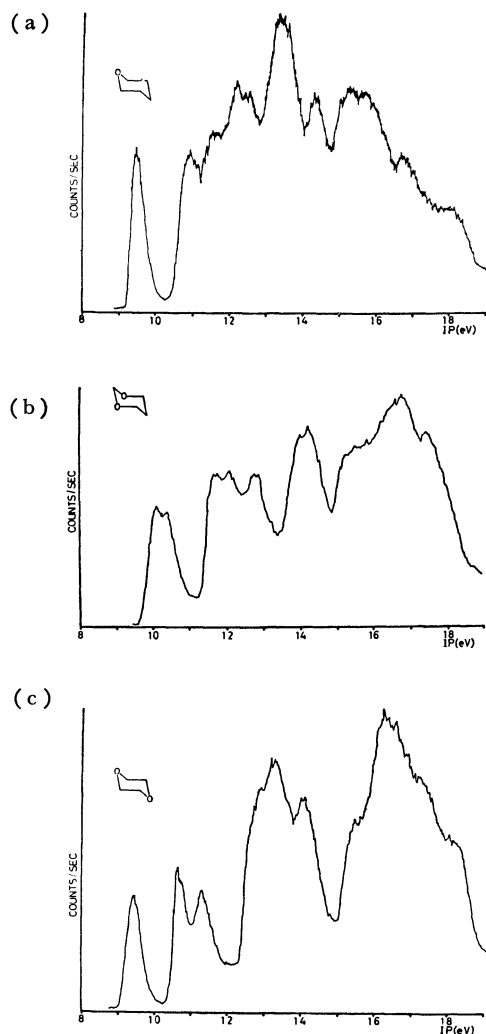 (a)
O
COUNTS/SEC
8 10 12 14 16 18
IP(eV)
(b)
O
O
COUNTS/SEC
8 10 12 14 16 18
IP(eV)
(c)
O
O
COUNTS/SEC
8 10 12 14 16 18
IP(eV)